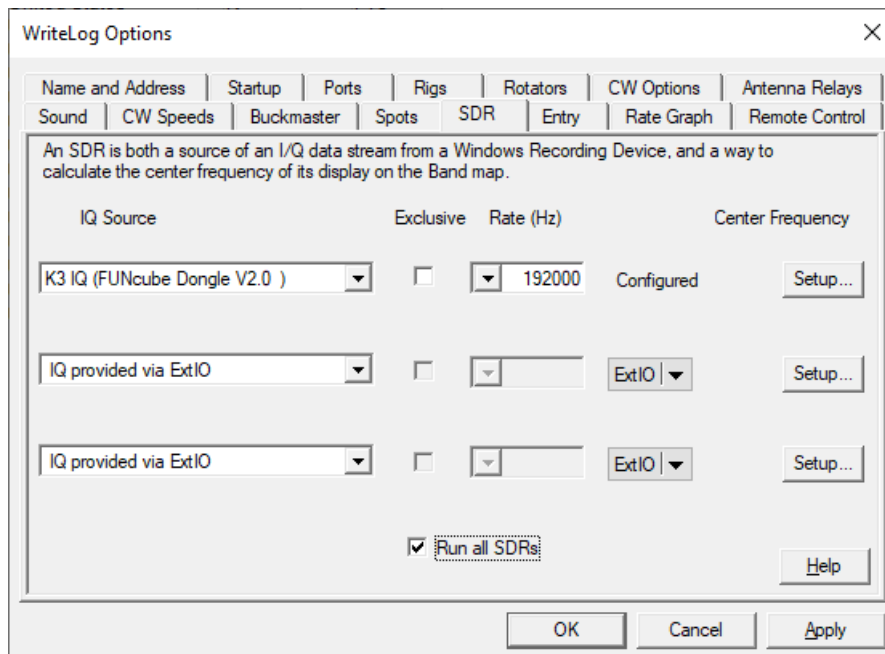 WriteLog Options
Name and Address Startup Ports Rigs Rotators CW Options Antenna Relays
Sound CW Speeds Buckmaster Spots SDR Entry Rate Graph Remote Control
An SDR is both a source of an I/Q data stream from a Windows Recording Device, and a way to
calculate the center frequency of its display on the Band map.
IQ Source Exclusive Rate (Hz) Center Frequency
K3 IQ (FUNcube Dongle V2.0 ) 192000 Configured Setup...
IQ provided via ExtIO ExtIO Setup...
IQ provided via ExtIO ExtIO Setup...
Run all SDRs
Help
OK Cancel Apply